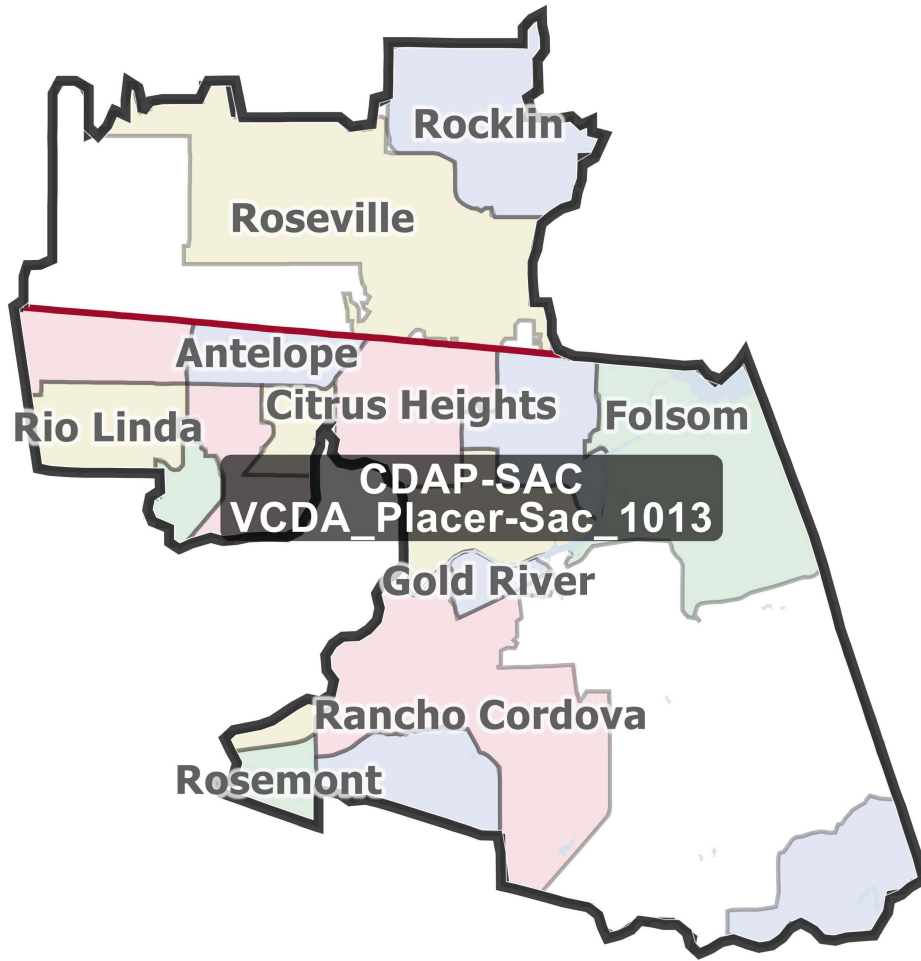 Rocklin
Roseville
Antelope
Citrus Heights
Rio Linda
Folsom
CDAP-SAC
VCDA_Placer-Sac_1013
Gold River
Rancho Cordova
Rosemont